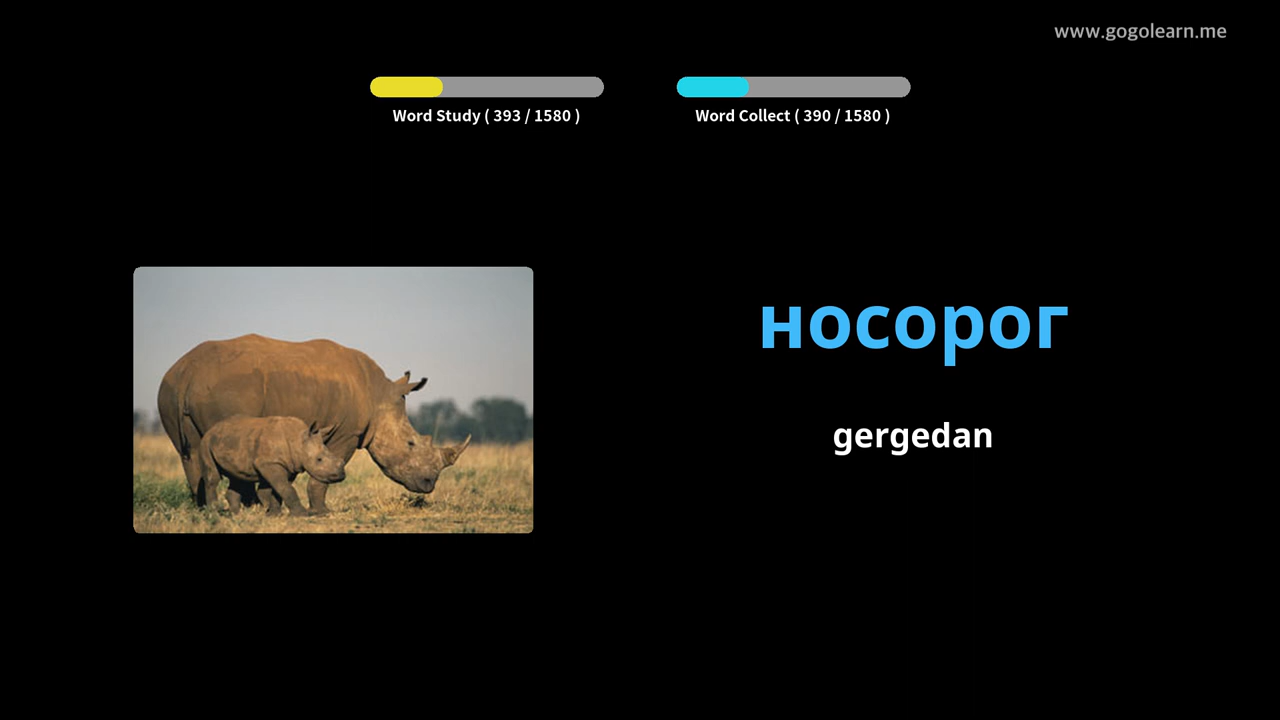 www.gogolearn.me
Word Study ( 393 / 1580 )
Word Collect ( 390 / 1580 )
носорог
gergedan